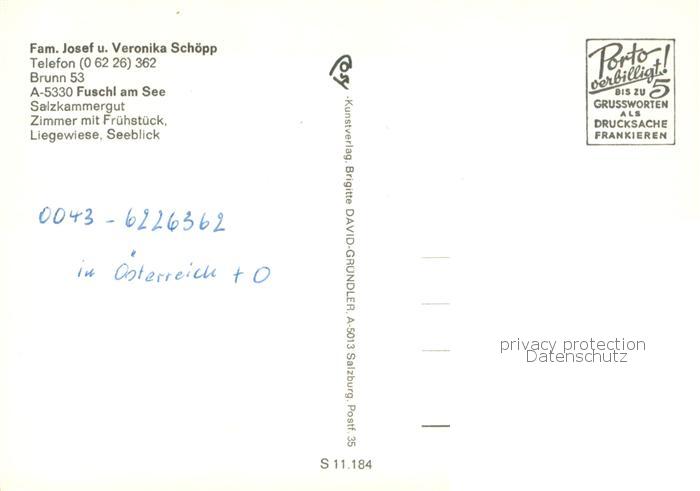 Fam. Josef u. Veronika Schöpp
Telefon (0 62 26) 362
Brunn 53
A-5330 Fuschl am See
Salzkammergut
Zimmer mit Frühstück,
Liegewiese, Seeblick
0043 - 6226362
in Österreich + 0
Kunstverlag, Brigitte DAVID-GRÜNDLER, A-5013 Salzburg, Postf. 35
S 11.184
Porto
verbilligt!
BIS ZU 5
GRUSSWORTEN
ALS
DRUCKSACHE
FRANKIEREN
privacy protection
Datenschutz